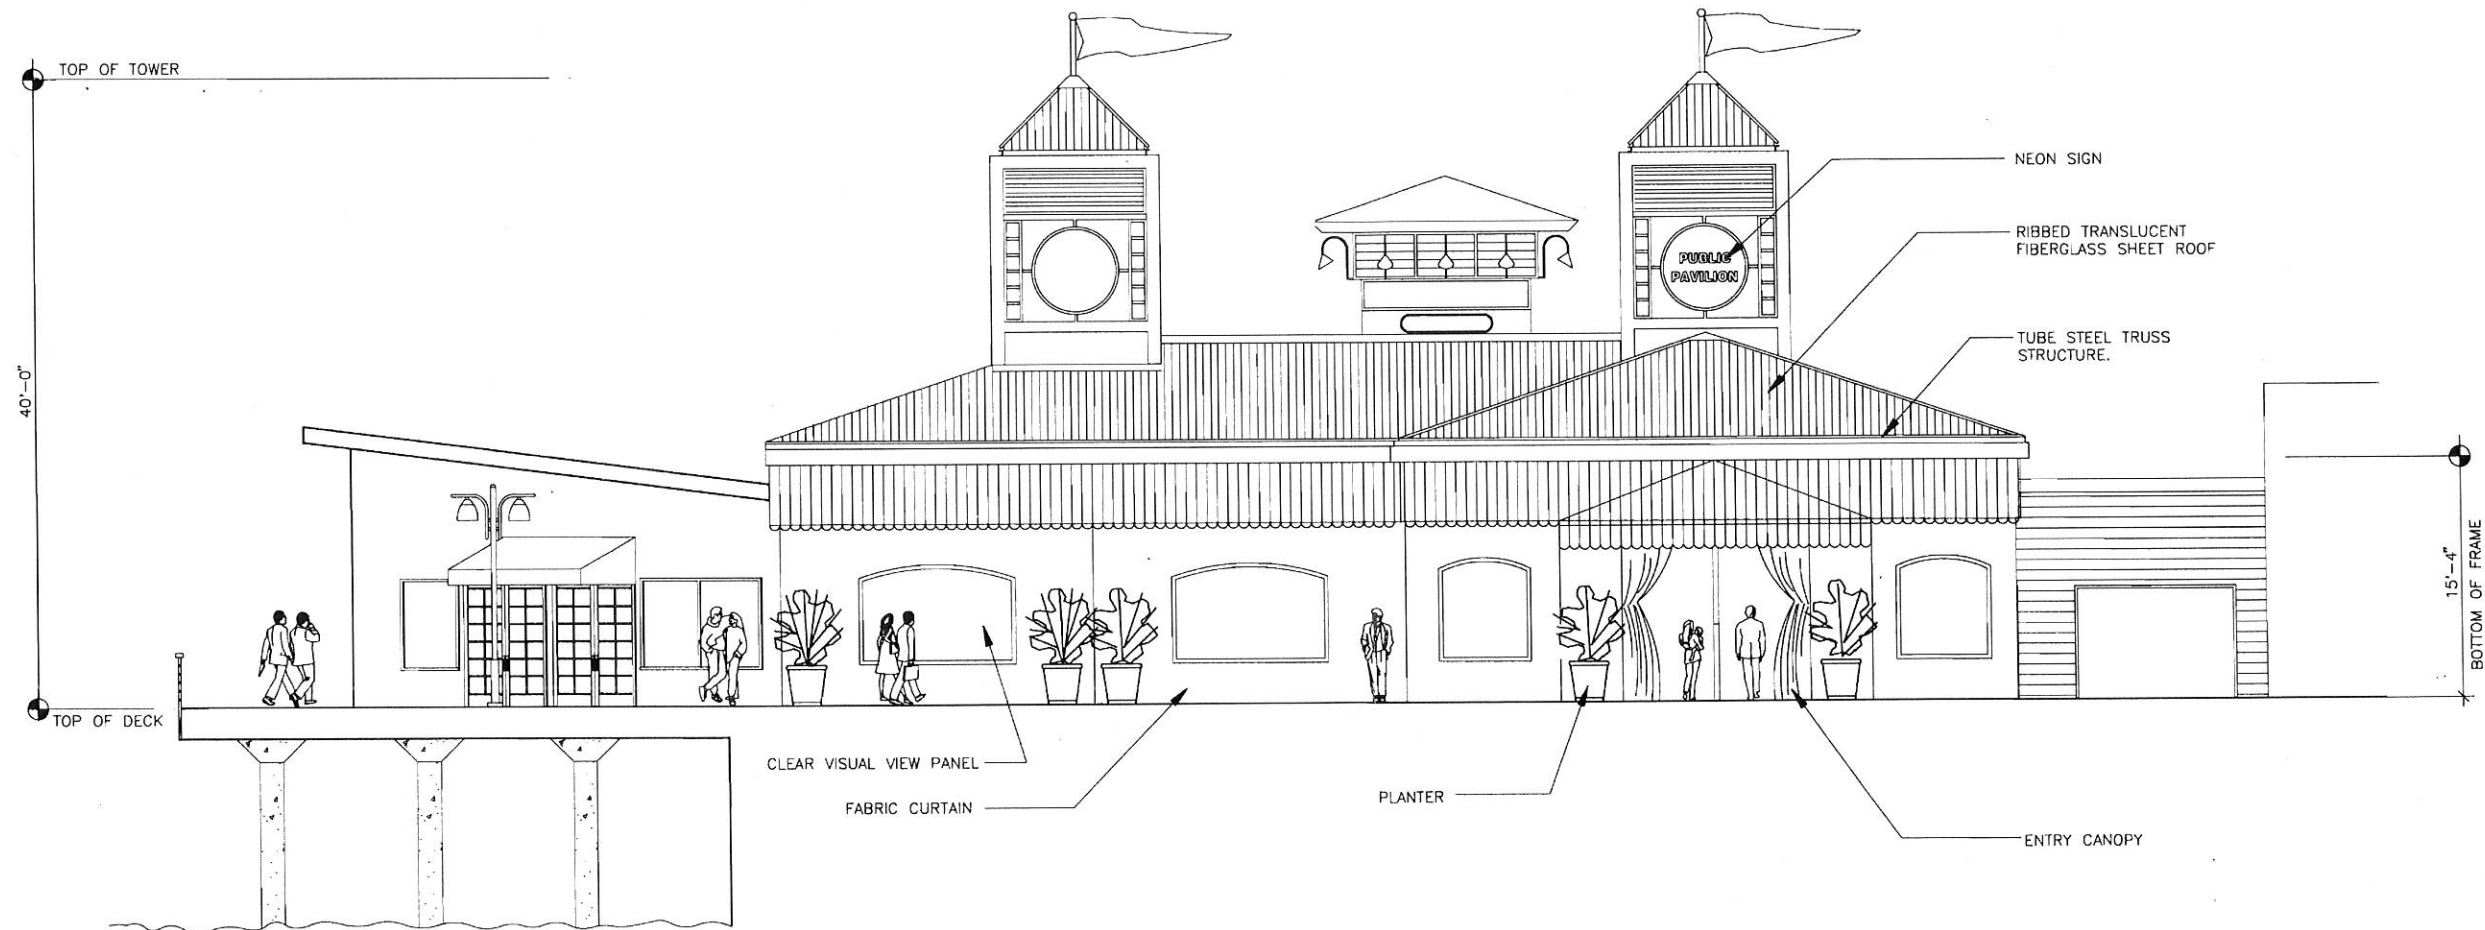 TOP OF TOWER
NEON SIGN
RIBBED TRANSLUCENT
FIBERGLASS SHEET ROOF
PUBLIC
PAVILION
TUBE STEEL TRUSS
STRUCTURE.
40'-0"
15'-4"
BOTTOM OF FRAME
TOP OF DECK
CLEAR VISUAL VIEW PANEL
FABRIC CURTAIN
PLANTER
ENTRY CANOPY